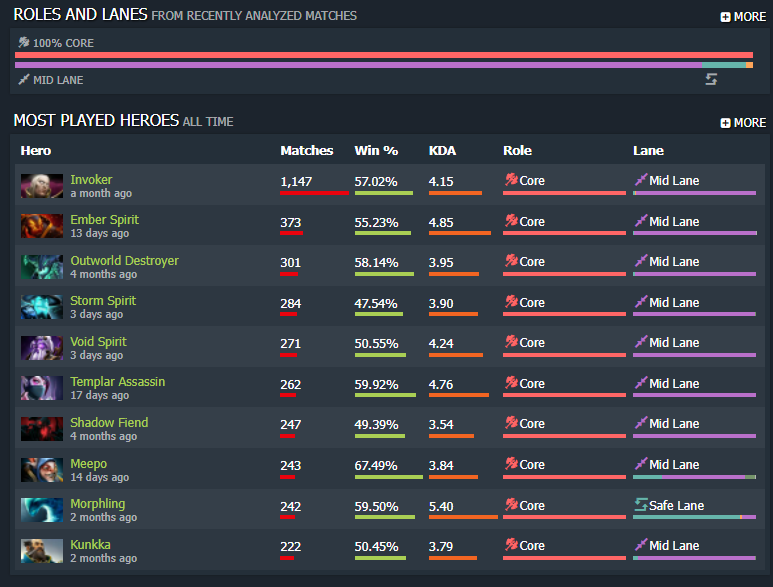 ROLES AND LANES FROM RECENTLY ANALYZED MATCHES MORE
100% CORE
MID LANE
MOST PLAYED HEROES ALL TIME MORE
Hero Matches Win % KDA Role Lane
Invoker 1,147 57.02% 4.15 Core Mid Lane
a month ago
Ember Spirit 373 55.23% 4.85 Core Mid Lane
13 days ago
Outworld Destroyer 301 58.14% 3.95 Core Mid Lane
4 months ago
Storm Spirit 284 47.54% 3.90 Core Mid Lane
3 days ago
Void Spirit 271 50.55% 4.24 Core Mid Lane
3 days ago
Templar Assassin 262 59.92% 4.76 Core Mid Lane
17 days ago
Shadow Fiend 247 49.39% 3.54 Core Mid Lane
4 months ago
Meepo 243 67.49% 3.84 Core Mid Lane
14 days ago
Morphling 242 59.50% 5.40 Core Safe Lane
2 months ago
Kunkka 222 50.45% 3.79 Core Mid Lane
2 months ago